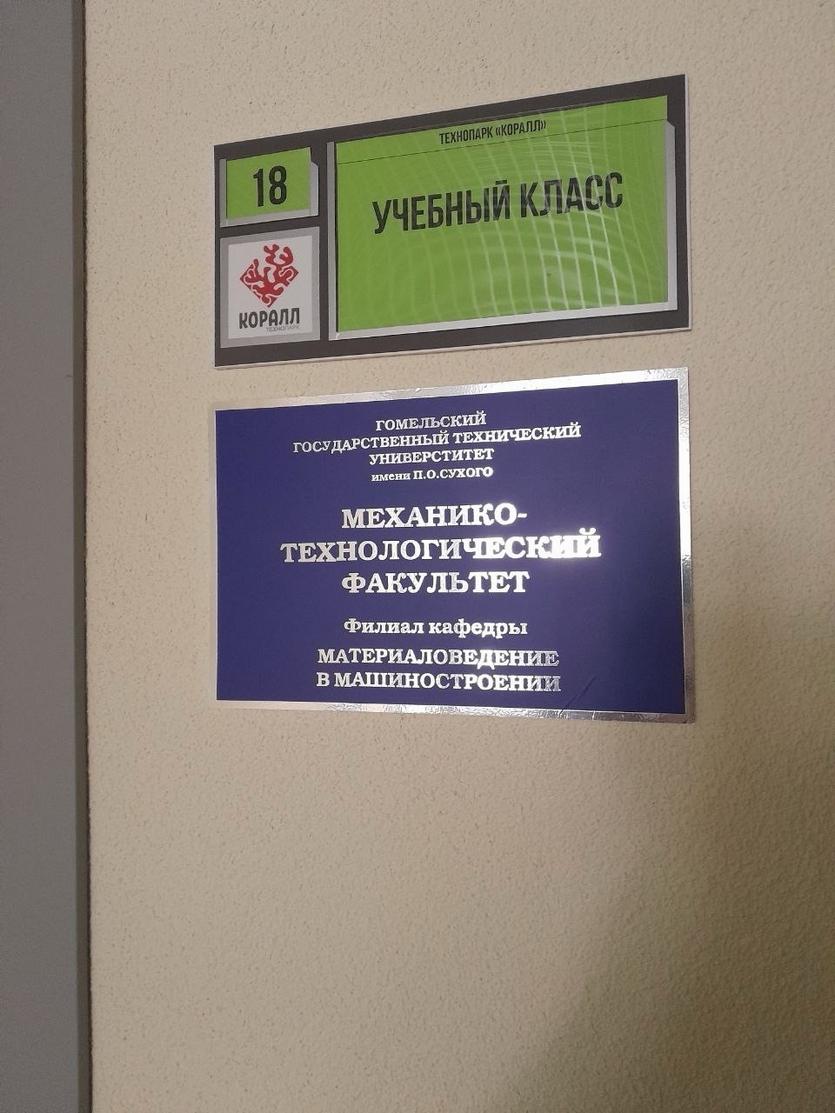 ТЕХНОПАРК «КОРАЛЛ»
18
УЧЕБНЫЙ КЛАСС
КОРАЛЛ
ТЕХНОПАРК
ГОМЕЛЬСКИЙ
ГОСУДАРСТВЕННЫЙ ТЕХНИЧЕСКИЙ
УНИВЕРСТИТЕТ
имени П.О.СУХОГО
МЕХАНИКО-
ТЕХНОЛОГИЧЕСКИЙ
ФАКУЛЬТЕТ
Филиал кафедры
МАТЕРИАЛОВЕДЕНИЕ
В МАШИНОСТРОЕНИИ